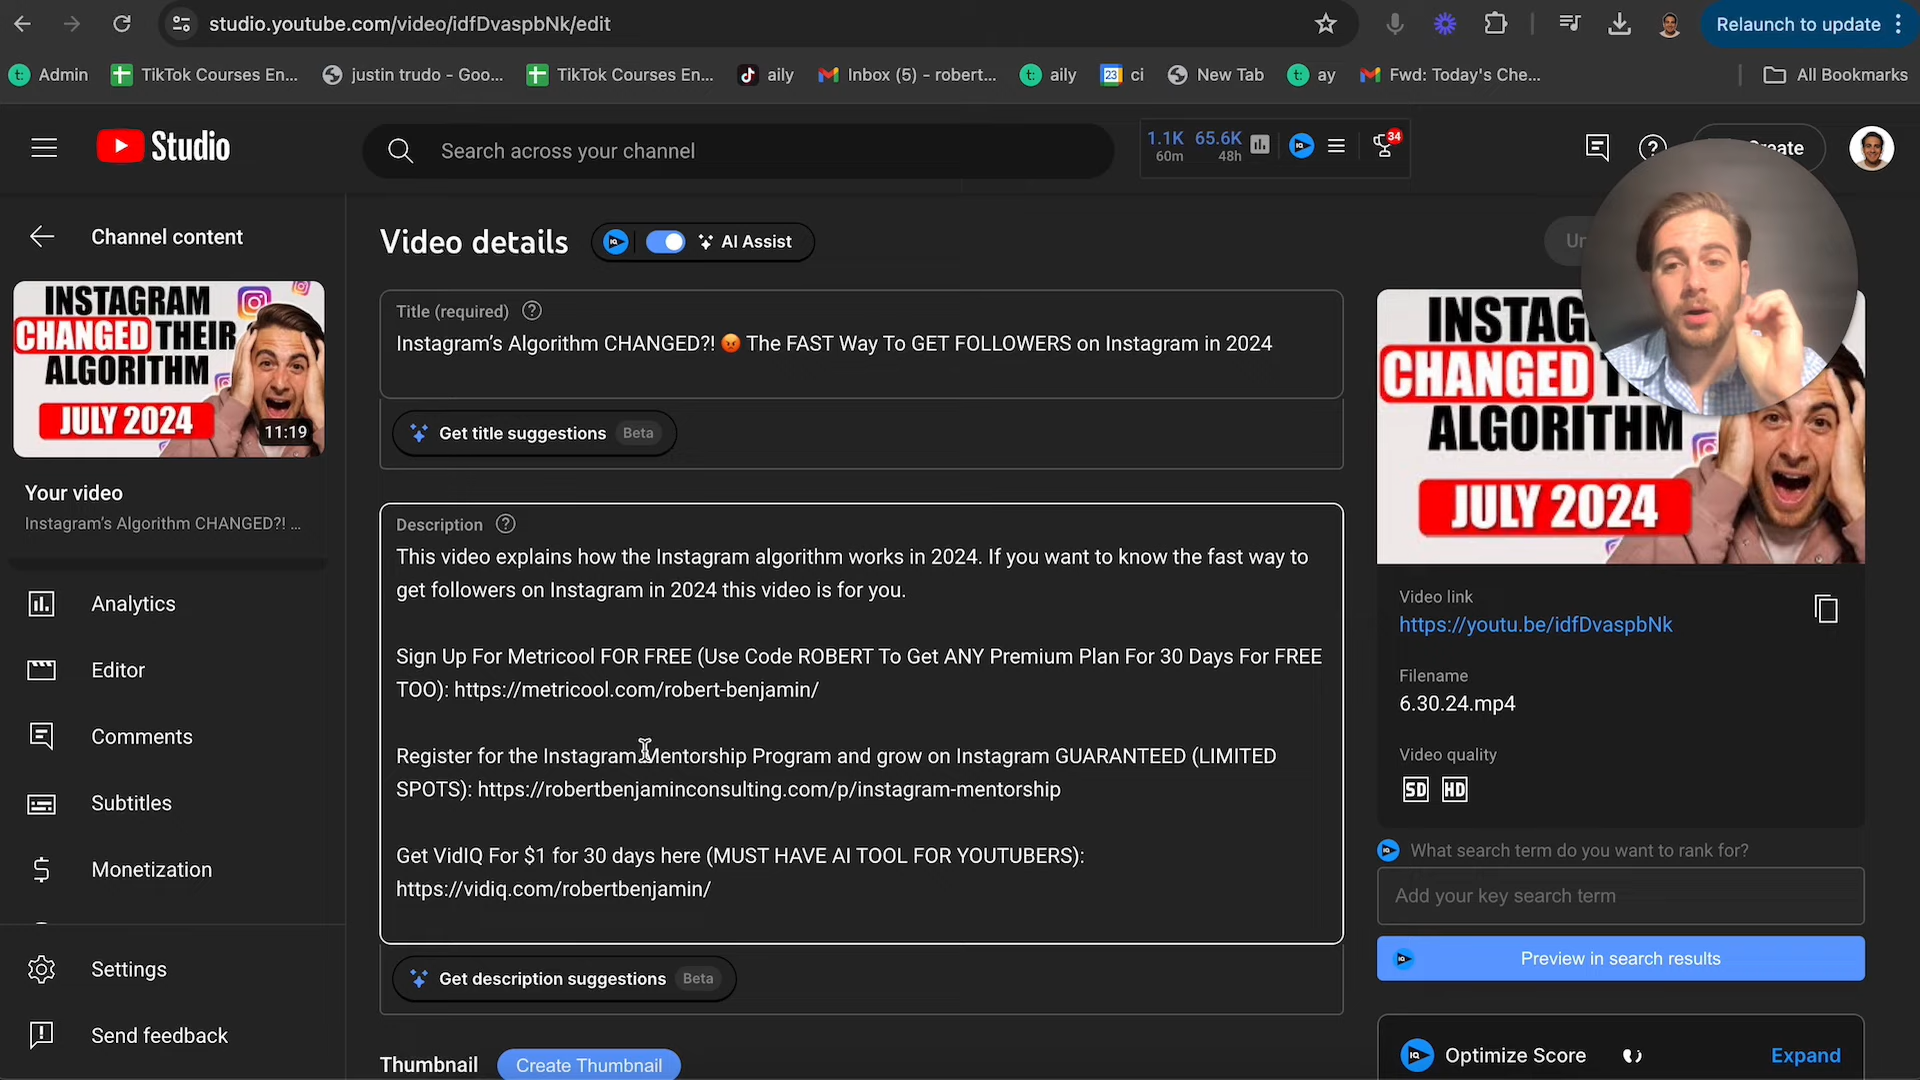 studio.youtube.com/video/idfDvaspbNk/edit
Relaunch to update
Admin
TikTok Courses En...
justin trudo - Goo...
TikTok Courses En...
aily
Inbox (5) - robert...
aily
23
ci
New Tab
ay
Fwd: Today's Che...
All Bookmarks
Studio
Search across your channel
1.1K 65.6K
60m 48h
34
Channel content
INSTAGRAM
CHANGED THEIR
ALGORITHM
JULY 2024
11:19
Your video
Instagram's Algorithm CHANGED?! ...
Analytics
Editor
Comments
Subtitles
Monetization
Settings
Send feedback
Video details
AI Assist
Title (required)
Instagram's Algorithm CHANGED?! 😡 The FAST Way To GET FOLLOWERS on Instagram in 2024
Get title suggestions Beta
Description
This video explains how the Instagram algorithm works in 2024. If you want to know the fast way to
get followers on Instagram in 2024 this video is for you.
Sign Up For Metricool FOR FREE (Use Code ROBERT To Get ANY Premium Plan For 30 Days For FREE
TOO): https://metricool.com/robert-benjamin/
Register for the Instagram Mentorship Program and grow on Instagram GUARANTEED (LIMITED
SPOTS): https://robertbenjaminconsulting.com/p/instagram-mentorship
Get VidIQ For $1 for 30 days here (MUST HAVE AI TOOL FOR YOUTUBERS):
https://vidiq.com/robertbenjamin/
Get description suggestions Beta
Thumbnail
Create Thumbnail
INSTAG
CHANGED TH
ALGORITHM
JULY 2024
Video link
https://youtu.be/idfDvaspbNk
Filename
6.30.24.mp4
Video quality
SD HD
What search term do you want to rank for?
Add your key search term
Preview in search results
Optimize Score
Expand